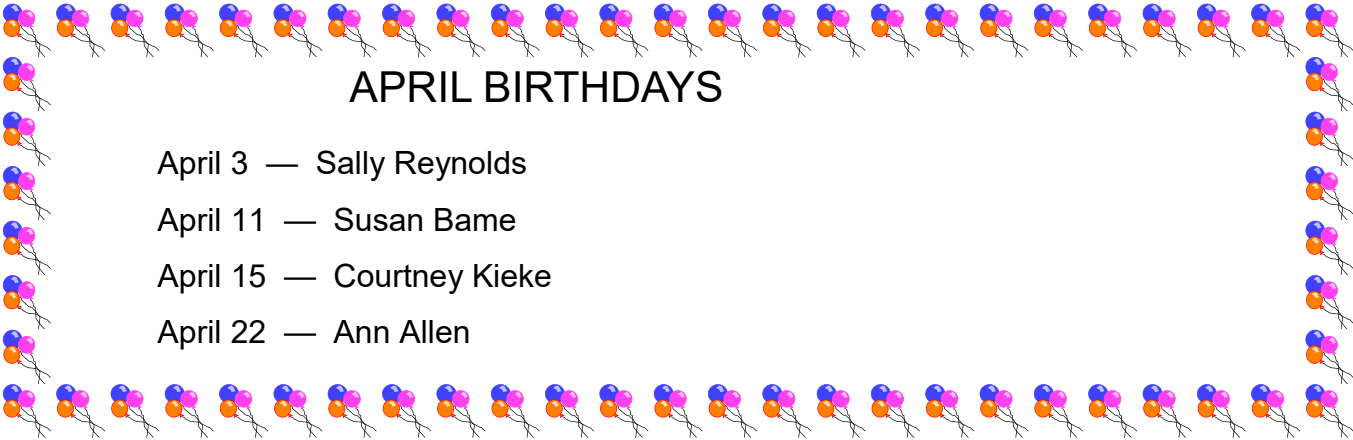 APRIL BIRTHDAYS
April 3 — Sally Reynolds
April 11 — Susan Bame
April 15 — Courtney Kieke
April 22 — Ann Allen